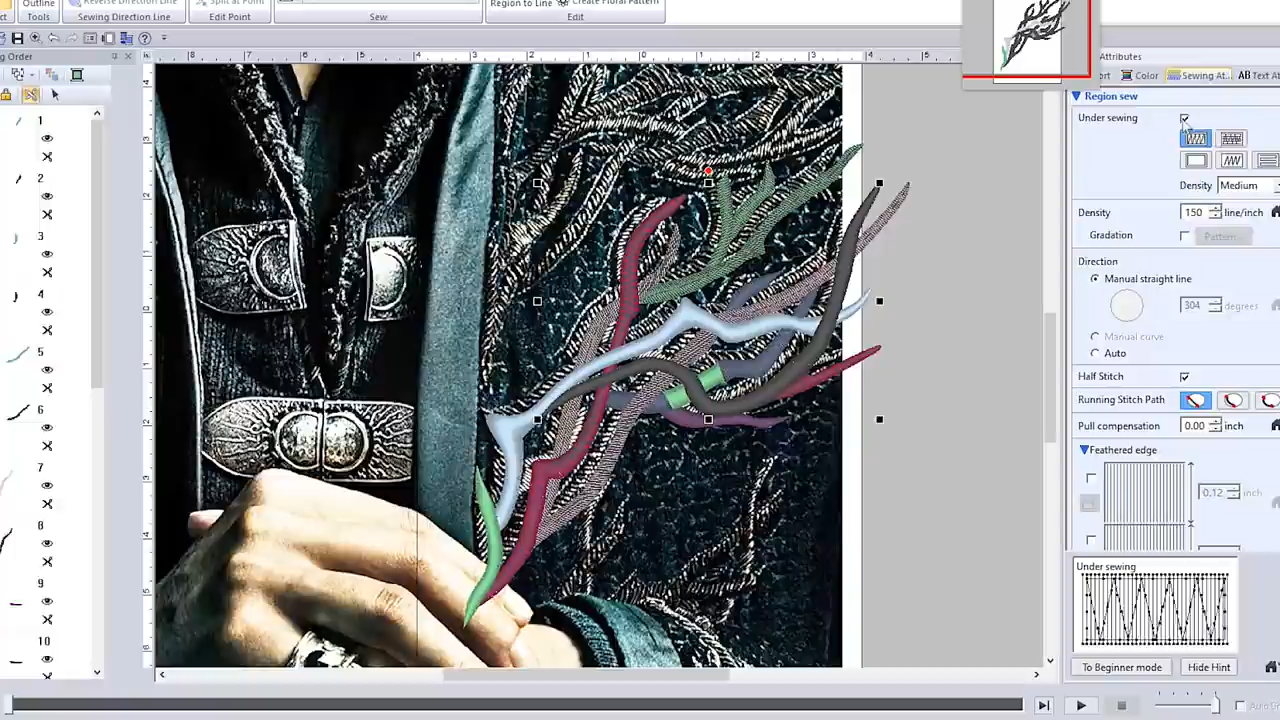 Outline
Reverse Direction Line
Split at Point
Region to Line
Create Floral Pattern
ct
Tools
Sewing Direction Line
Edit Point
Sew
Edit
ng Order
Attributes
ort
Color
Sewing At...
Text At
Region sew
Under sewing
Density Medium
Density 150 line/inch
Gradation Pattern...
Direction
Manual straight line
304 degrees
Manual curve
Auto
Half Stitch
Running Stitch Path
Pull compensation 0.00 inch
Feathered edge
0.12 inch
Under sewing
To Beginner mode
Hide Hint
1
2
3
4
5
6
7
8
9
10